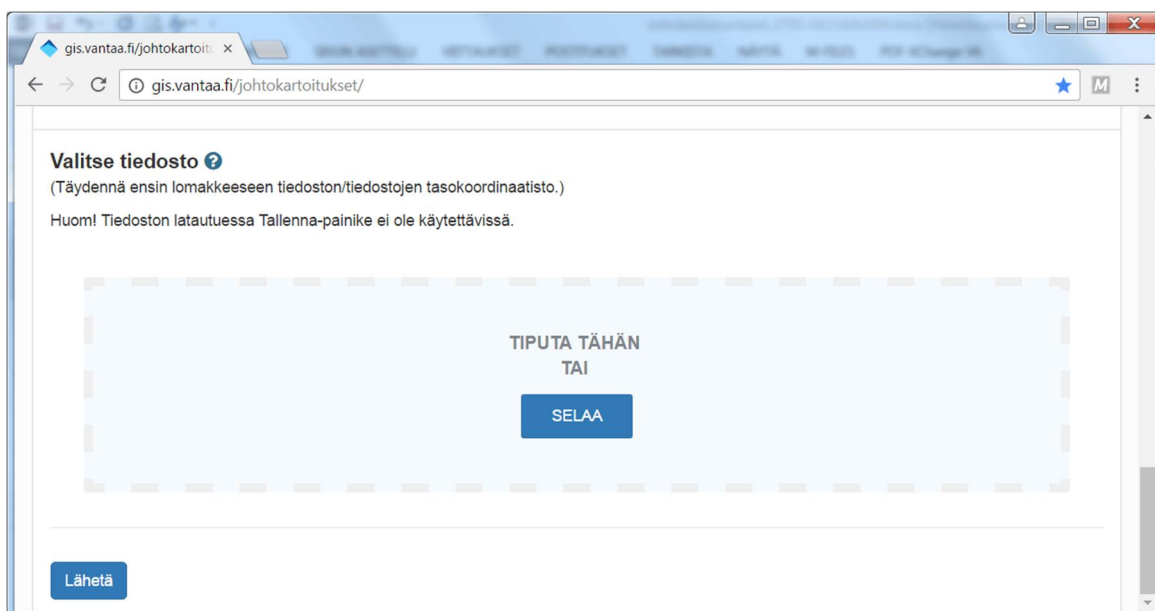 gis.vantaa.fi/johtokartoitu
gis.vantaa.fi/johtokartoitukset/
Valitse tiedosto
(Täydennä ensin lomakkeeseen tiedoston/tiedostojen tasokoordinaatisto.)
Huom! Tiedoston latautuessa Tallenna-painike ei ole käytettävissä.
TIPUTA TÄHÄN
TAI
SELAA
Lähetä